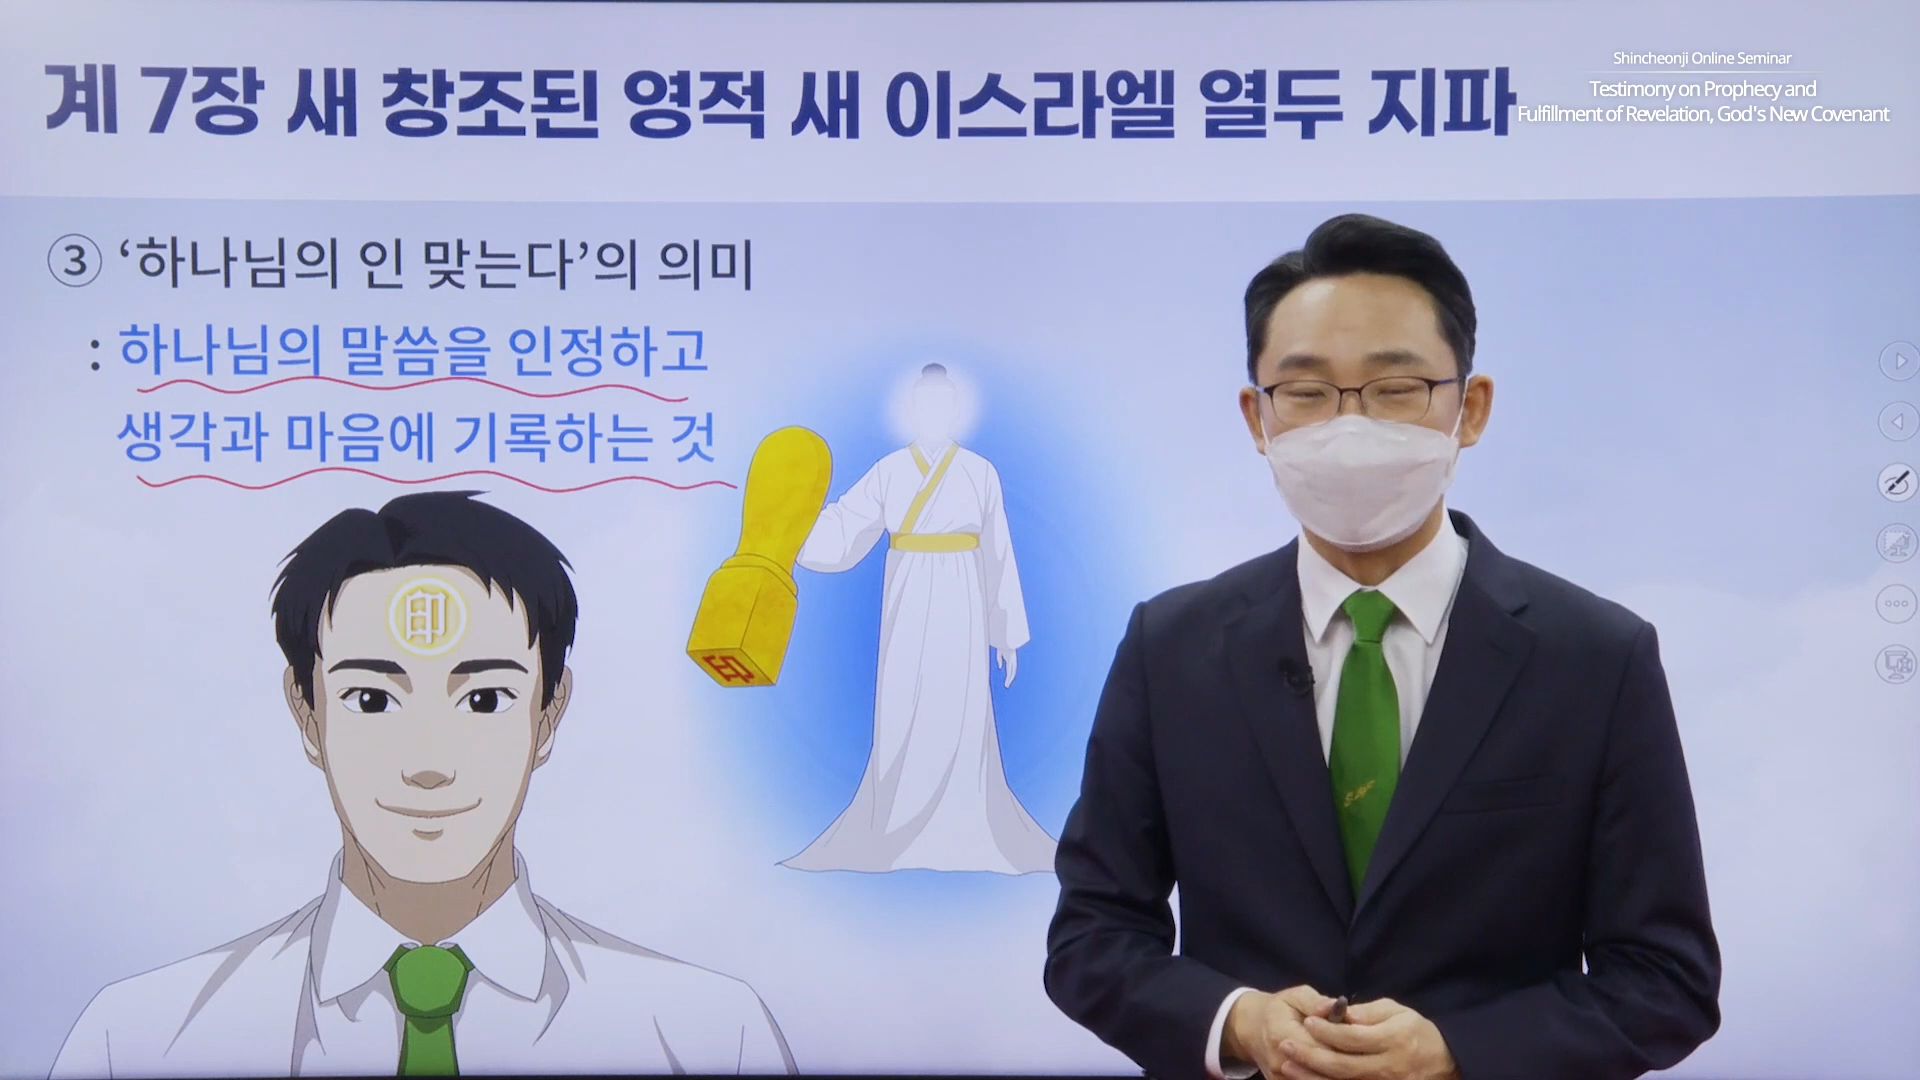 계 7장 새 창조된 영적 새 이스라엘 열두 지파
Shincheonji Online Seminar
Testimony on Prophecy and
Fulfillment of Revelation, God's New Covenant
③ ‘하나님의 인 맞는다’의 의미
: 하나님의 말씀을 인정하고
생각과 마음에 기록하는 것
印